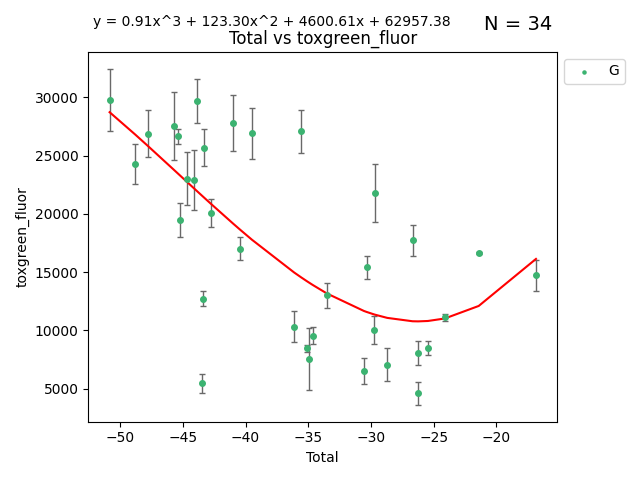 y = 0.91x^3 + 123.30x^2 + 4600.61x + 62957.38
N = 34
Total vs toxgreen_fluor
G
30000
25000
20000
15000
10000
5000
toxgreen_fluor
−50
−45
−40
−35
−30
−25
−20
Total